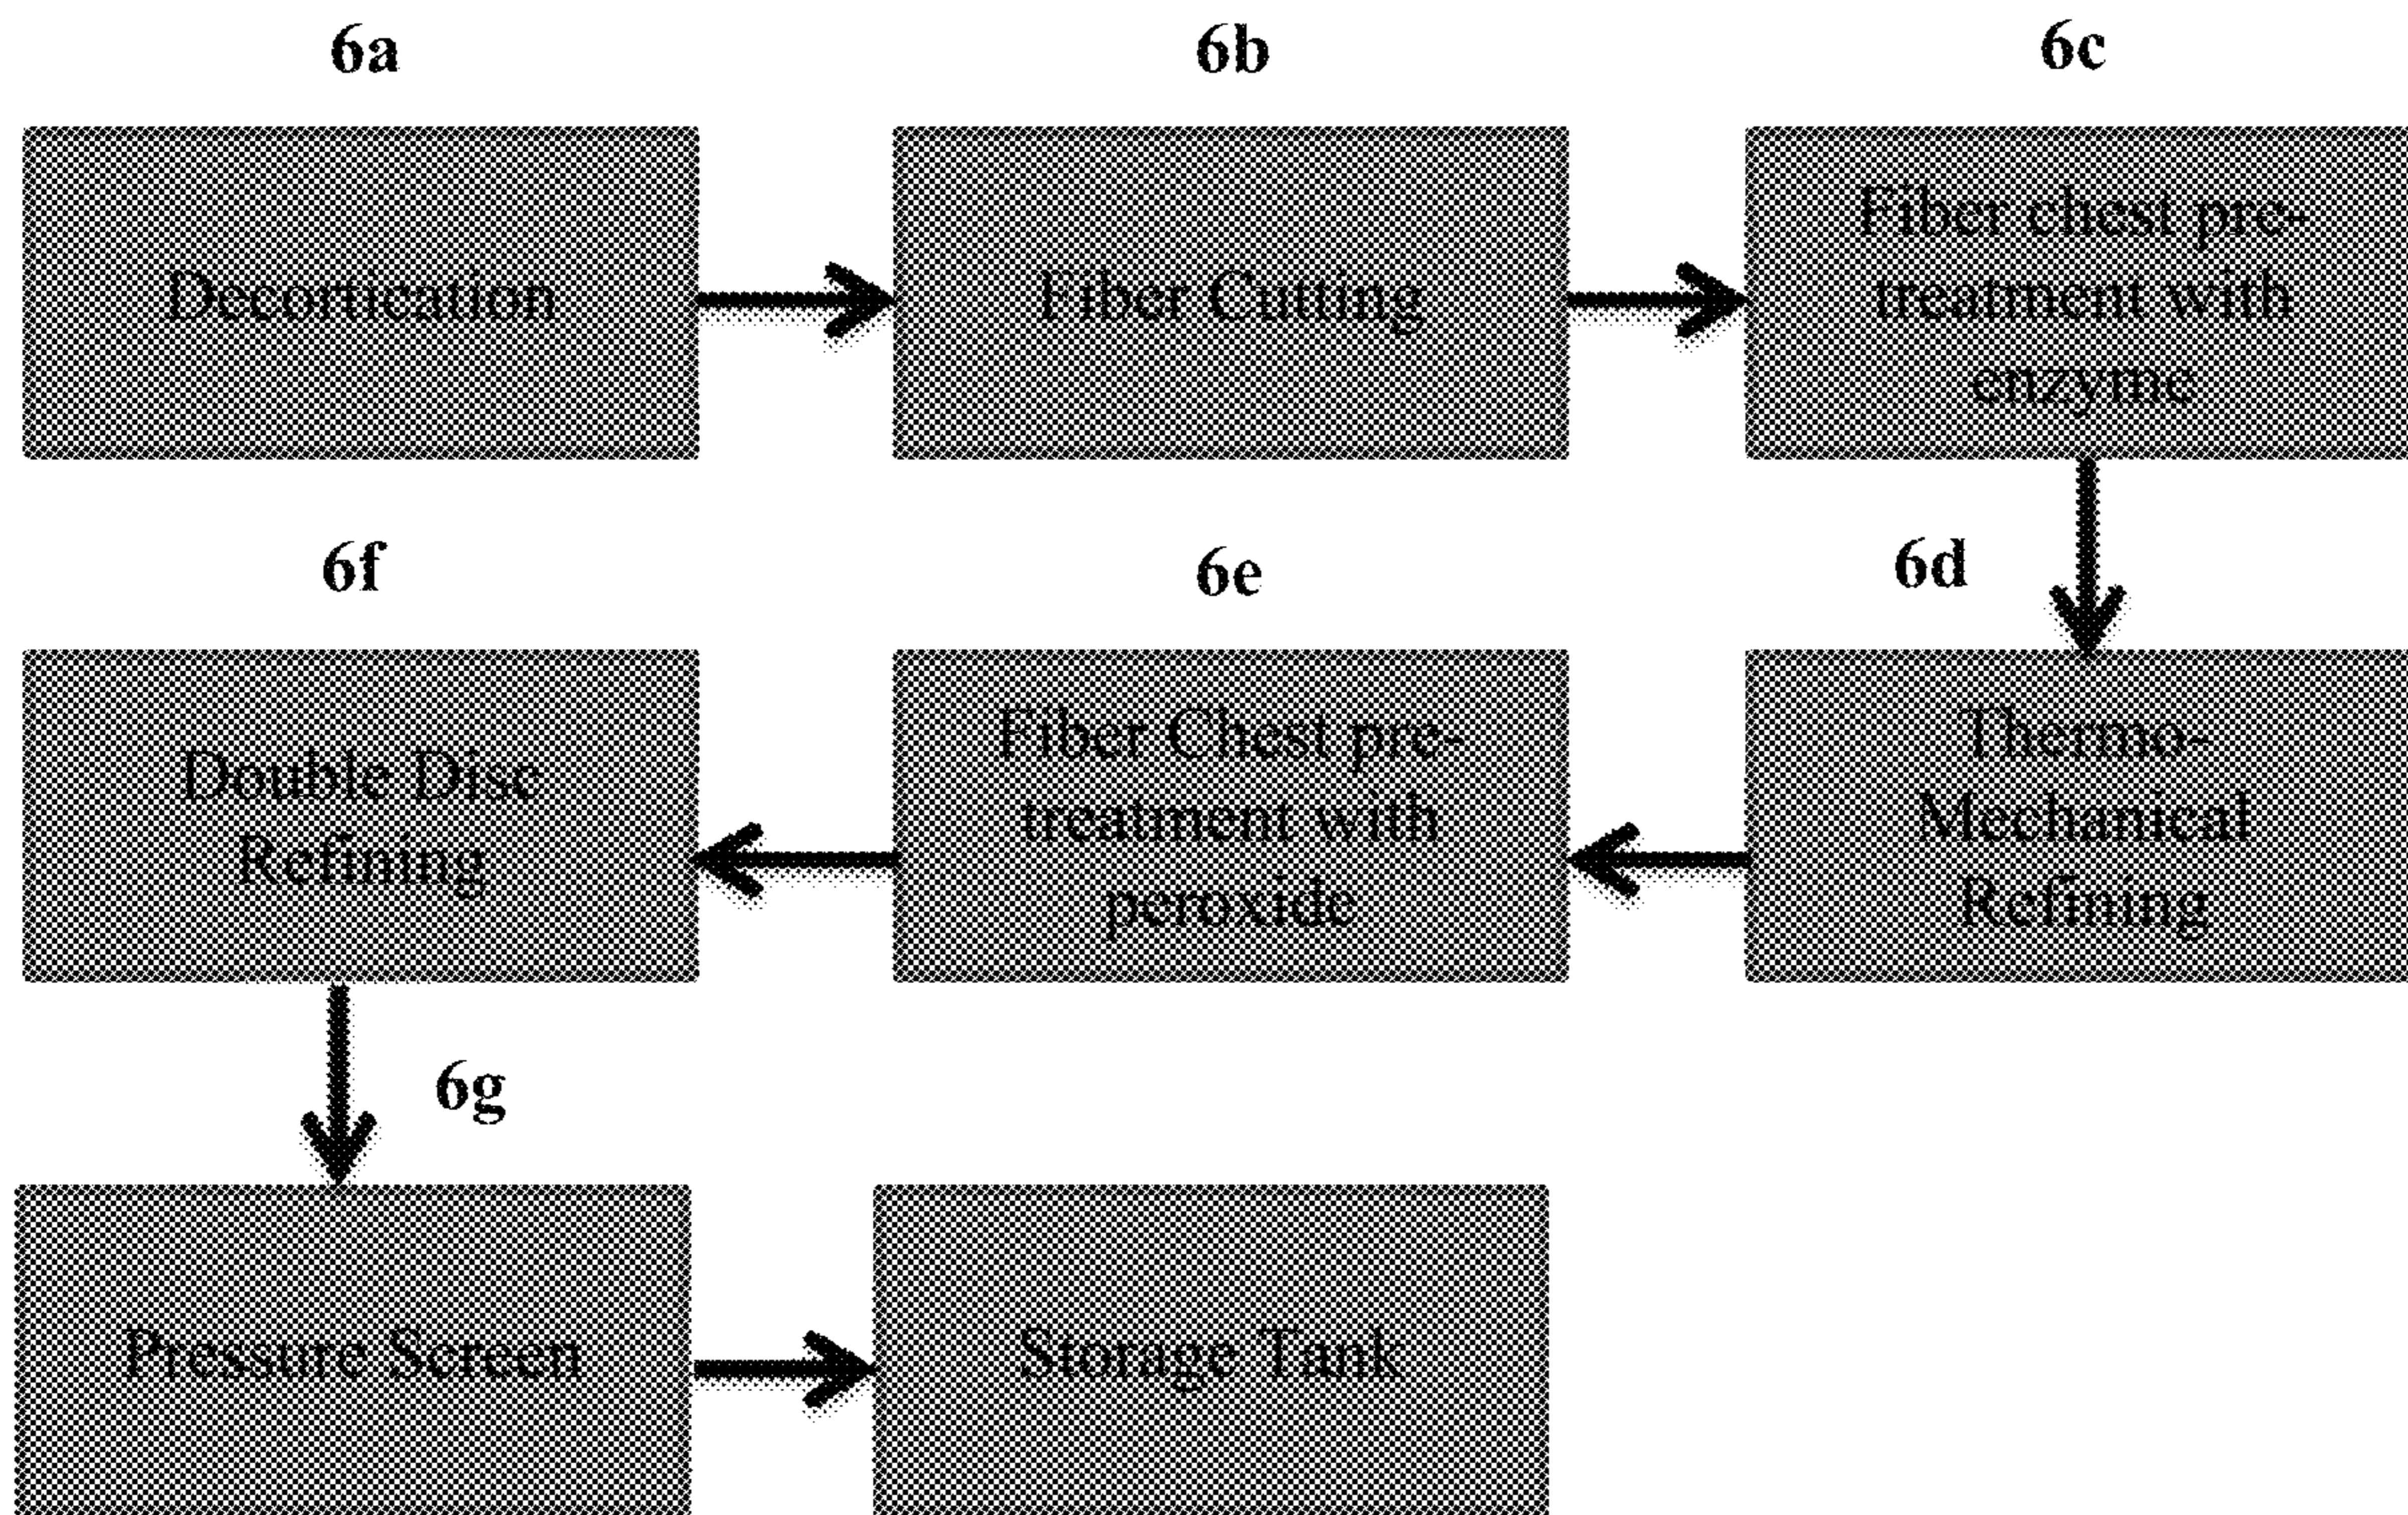 6a
6b
6c
Decortication
Fiber Cutting
Fiber chest pre-
treatment with
enzyme
6f
6e
6d
Double Disc
Refining
Fiber Chest pre-
treatment with
peroxide
Thermo-
Mechanical
Refining
6g
Pressure Screen
Storage Tank